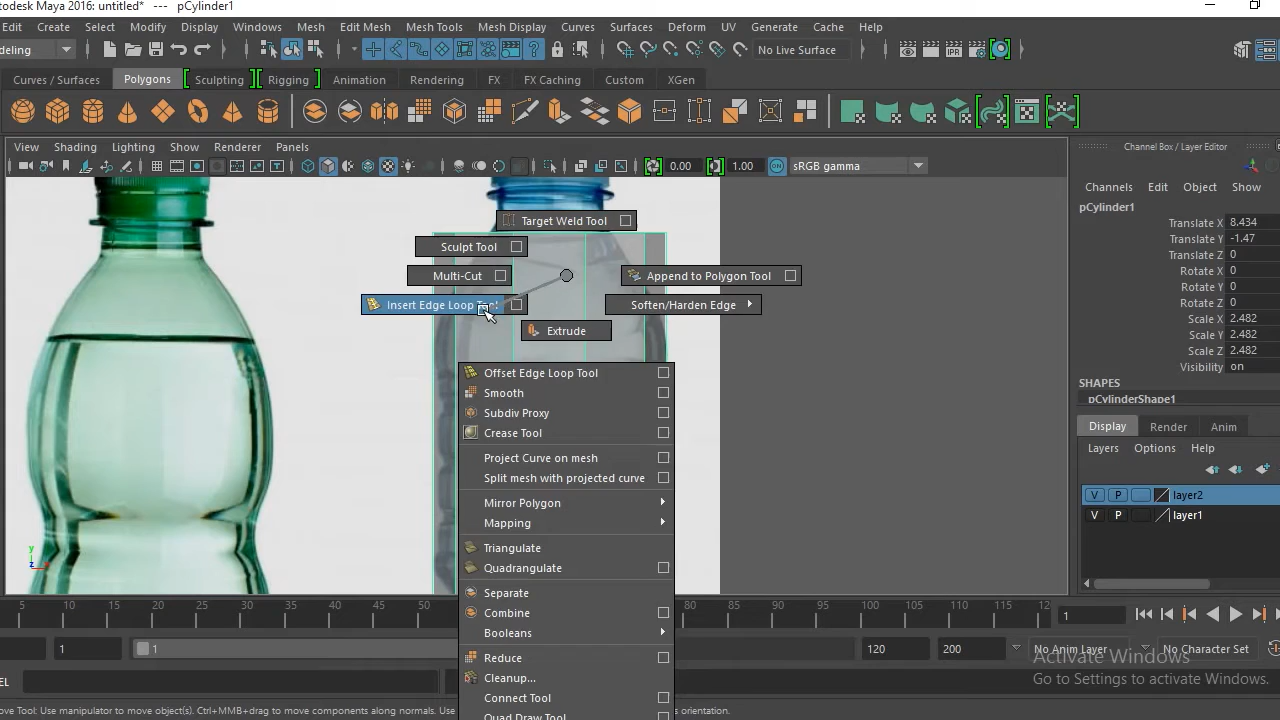 utodesk Maya 2016: untitled* --- pCylinder1
Edit Create Select Modify Display Windows Mesh Edit Mesh Mesh Tools Mesh Display Curves Surfaces Deform UV Generate Cache Help
deling No Live Surface
Curves / Surfaces Polygons Sculpting Rigging Animation Rendering FX FX Caching Custom XGen
View Shading Lighting Show Renderer Panels
Channel Box / Layer Editor
0.00 1.00 ON sRGB gamma
Channels Edit Object Show
pCylinder1
Translate X 8.434
Translate Y -1.47
Translate Z 0
Rotate X 0
Rotate Y 0
Rotate Z 0
Scale X 2.482
Scale Y 2.482
Scale Z 2.482
Visibility on
SHAPES
pCylinderShape1
Display Render Anim
Layers Options Help
V P layer2
V P layer1
Target Weld Tool
Sculpt Tool
Multi-Cut Append to Polygon Tool
Insert Edge Loop Tool Soften/Harden Edge
Extrude
Offset Edge Loop Tool
Smooth
Subdiv Proxy
Crease Tool
Project Curve on mesh
Split mesh with projected curve
Mirror Polygon
Mapping
Triangulate
Quadrangulate
Separate
Combine
Booleans
Reduce
Cleanup...
Connect Tool
Quad Draw Tool
y
z
5 10 15 20 25 30 35 40 45 50 80 85 90 95 100 105 110 115 12
1
1 1 120 200 No Anim Layer No Character Set
EL
Activate Windows
Go to Settings to activate Windows.
ove Tool: Use manipulator to move object(s). Ctrl+MMB+drag to move components along normals. Use orientation.